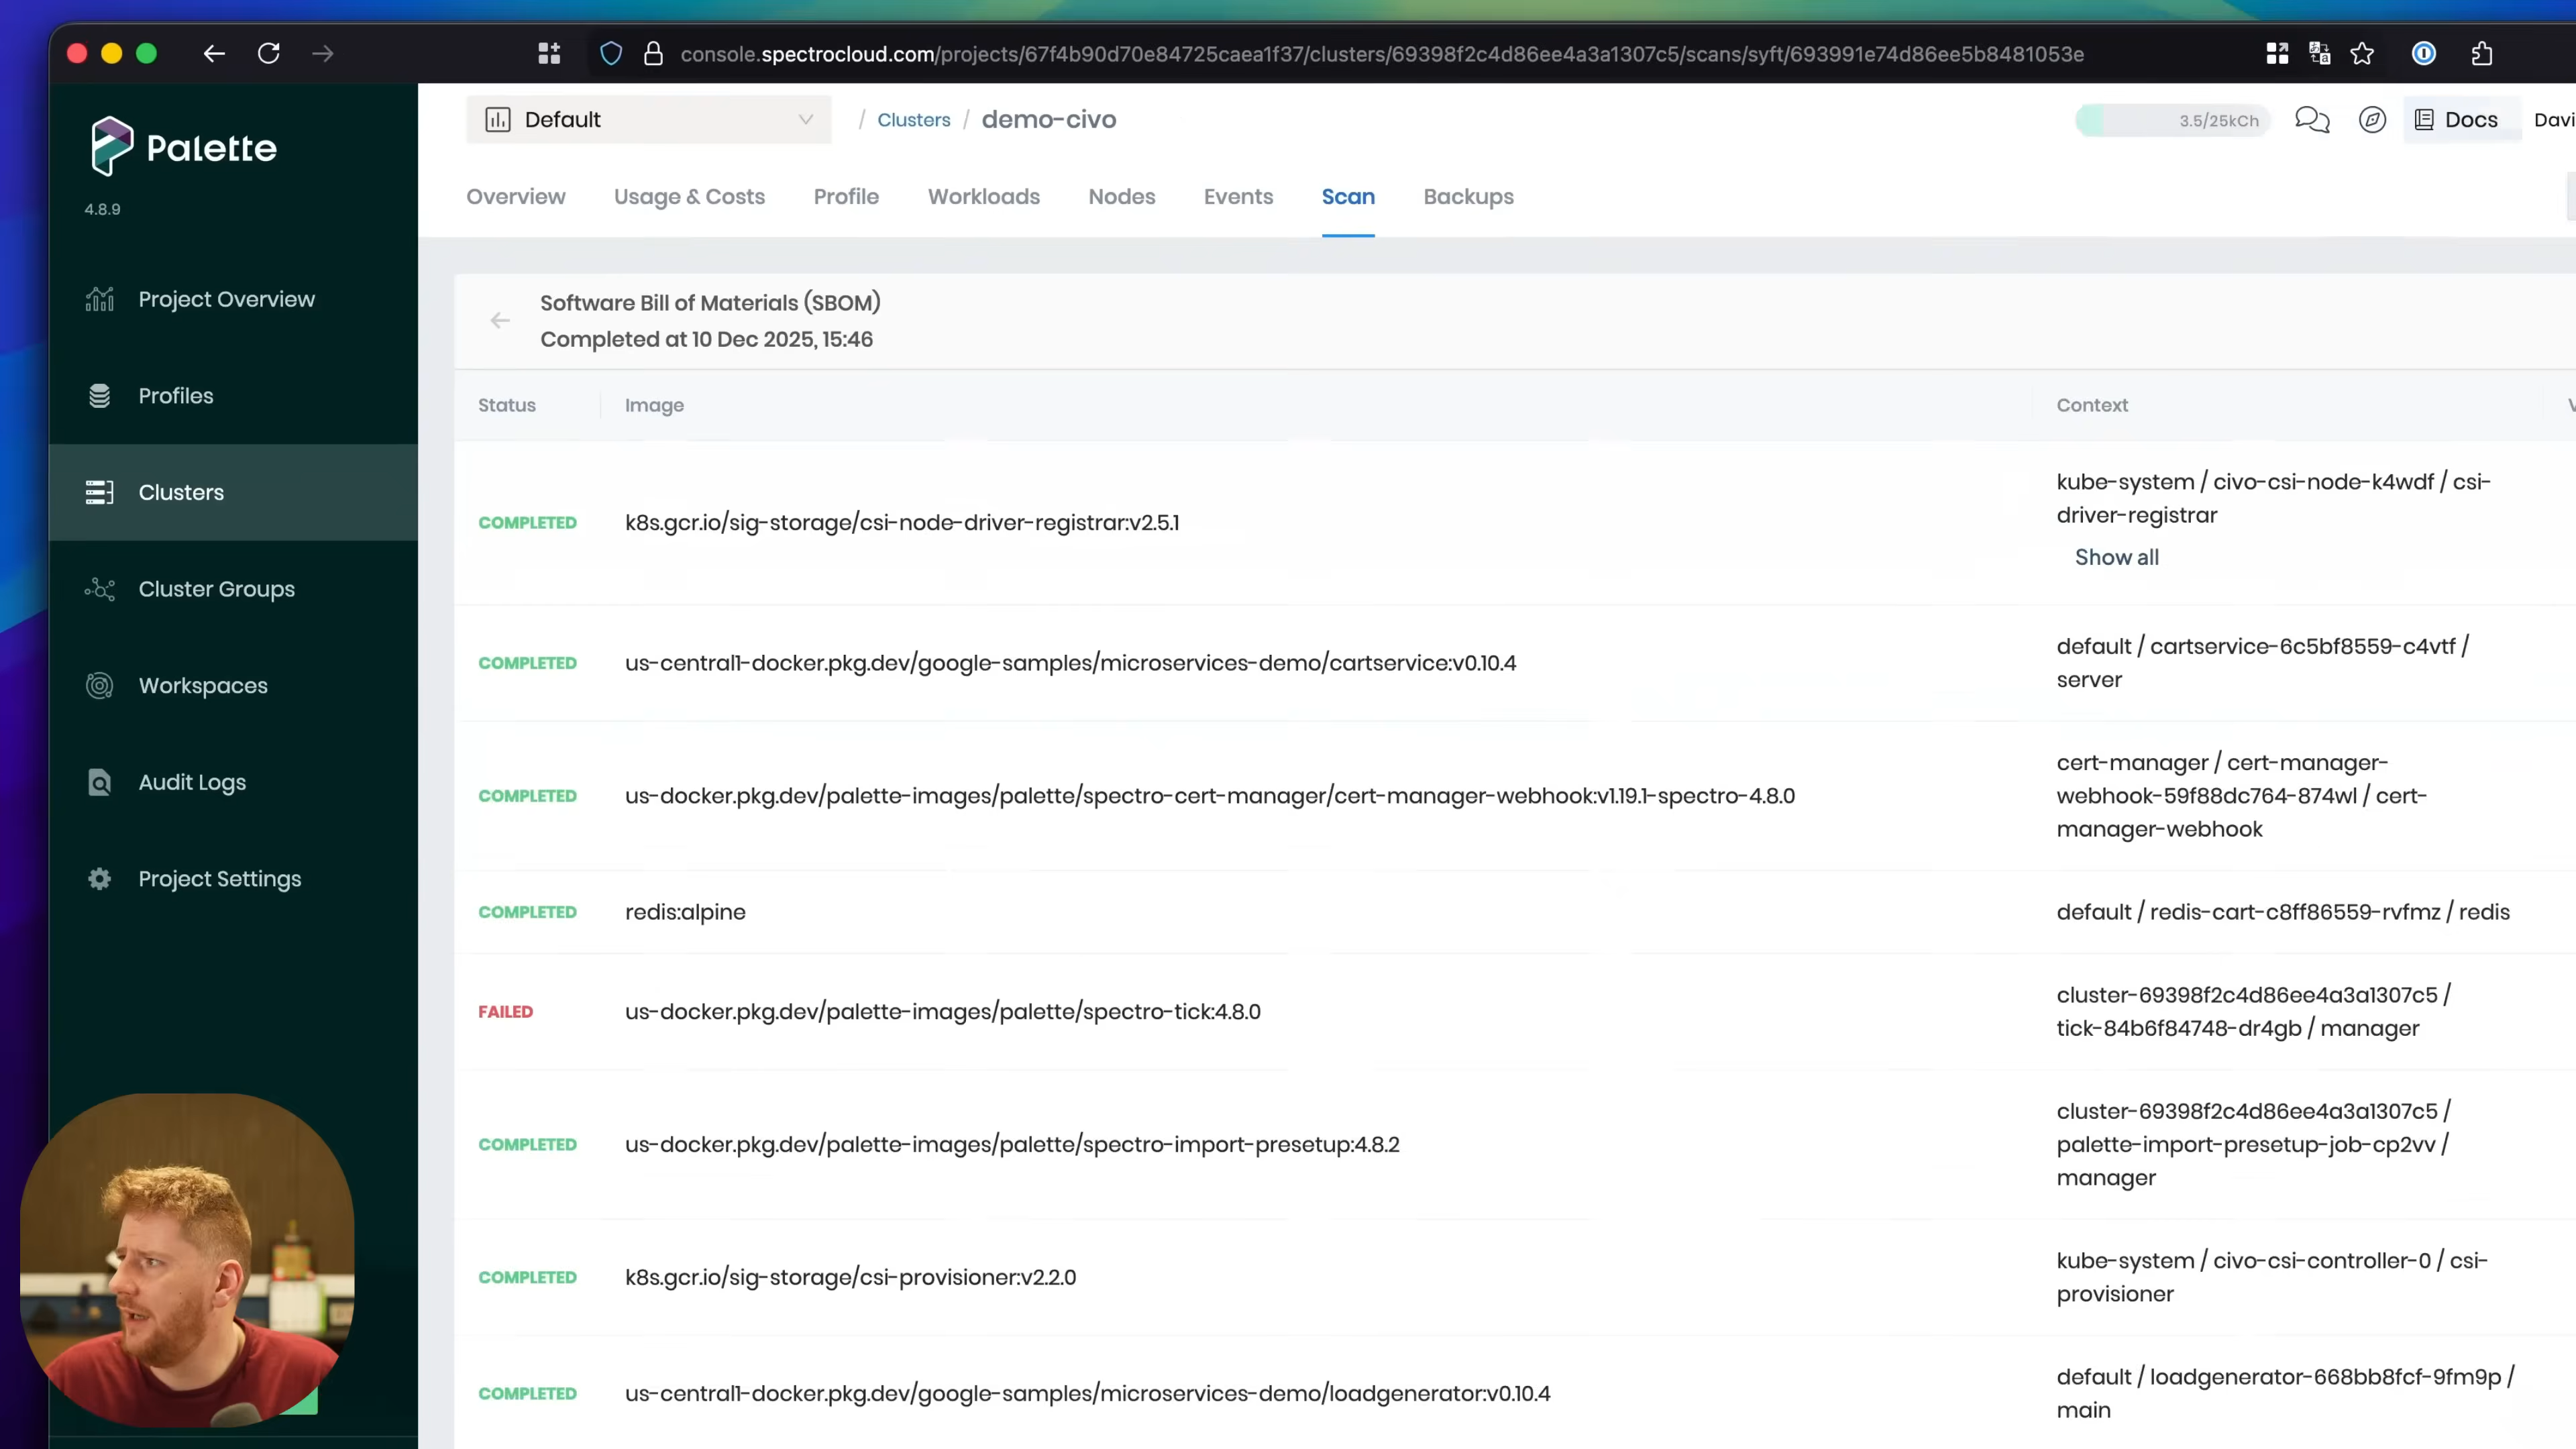 console.spectrocloud.com/projects/67f4b90d70e84725caea1f37/clusters/69398f2c4d86ee4a3a1307c5/scans/syft/693991e74d86ee5b8481053e
Palette
4.8.9
Project Overview
Profiles
Clusters
Cluster Groups
Workspaces
Audit Logs
Project Settings
Default
/ Clusters / demo-civo
3.5/25kCh
Docs
Davi
Overview
Usage & Costs
Profile
Workloads
Nodes
Events
Scan
Backups
Software Bill of Materials (SBOM)
Completed at 10 Dec 2025, 15:46
Status
Image
Context
COMPLETED
k8s.gcr.io/sig-storage/csi-node-driver-registrar:v2.5.1
kube-system / civo-csi-node-k4wdf / csi-
driver-registrar
Show all
COMPLETED
us-central1-docker.pkg.dev/google-samples/microservices-demo/cartservice:v0.10.4
default / cartservice-6c5bf8559-c4vtf /
server
COMPLETED
us-docker.pkg.dev/palette-images/palette/spectro-cert-manager/cert-manager-webhook:v1.19.1-spectro-4.8.0
cert-manager / cert-manager-
webhook-59f88dc764-874wl / cert-
manager-webhook
COMPLETED
redis:alpine
default / redis-cart-c8ff86559-rvfmz / redis
FAILED
us-docker.pkg.dev/palette-images/palette/spectro-tick:4.8.0
cluster-69398f2c4d86ee4a3a1307c5 /
tick-84b6f84748-dr4gb / manager
COMPLETED
us-docker.pkg.dev/palette-images/palette/spectro-import-presetup:4.8.2
cluster-69398f2c4d86ee4a3a1307c5 /
palette-import-presetup-job-cp2vv /
manager
COMPLETED
k8s.gcr.io/sig-storage/csi-provisioner:v2.2.0
kube-system / civo-csi-controller-0 / csi-
provisioner
COMPLETED
us-central1-docker.pkg.dev/google-samples/microservices-demo/loadgenerator:v0.10.4
default / loadgenerator-668bb8fcf-9fm9p /
main